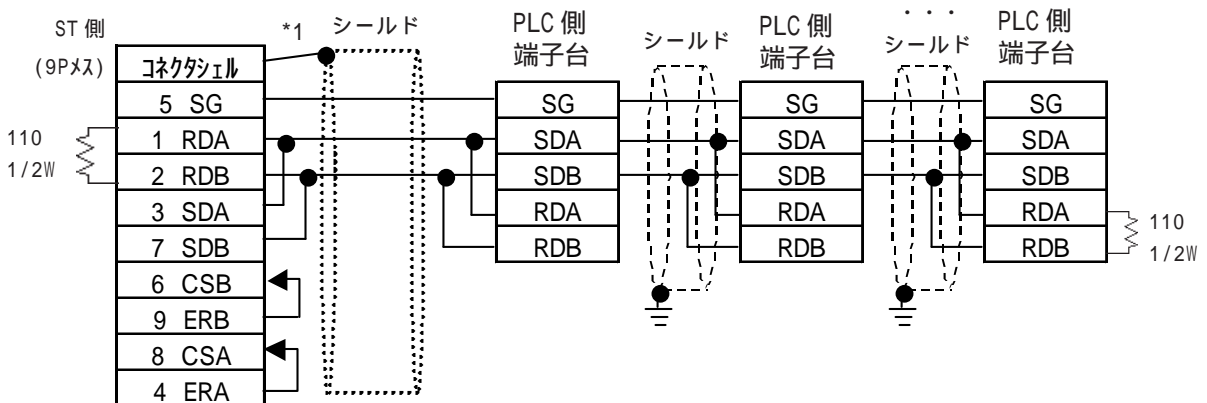 ST 側
(9Pメス)
*1
シールド
コネクタシェル
5 SG
1 RDA
2 RDB
3 SDA
7 SDB
6 CSB
9 ERB
8 CSA
4 ERA
110
1/2W
PLC 側
端子台
SG
SDA
SDB
RDA
RDB
シールド
PLC 側
端子台
SG
SDA
SDB
RDA
RDB
・・・
シールド
PLC 側
端子台
SG
SDA
SDB
RDA
RDB
110
1/2W